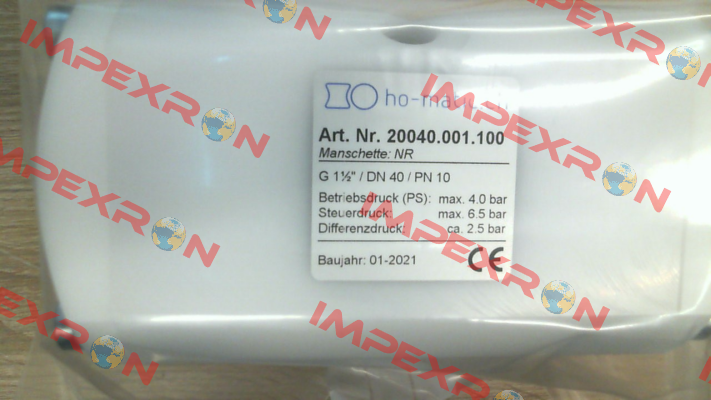 IMPEXRON
IMPEXRON
IMPEXRON
ho-ma
Art. Nr. 20040.001.100
Manschette: NR
G 1½" / DN 40 / PN 10
Betriebsdruck (PS): max. 4.0 bar
Steuerdruck: max. 6.5 bar
Differenzdruck: ca. 2.5 bar
Baujahr: 01-2021 CE
IMPEXRON
IMPEXRON
IMPEXRON
IMPEXRON